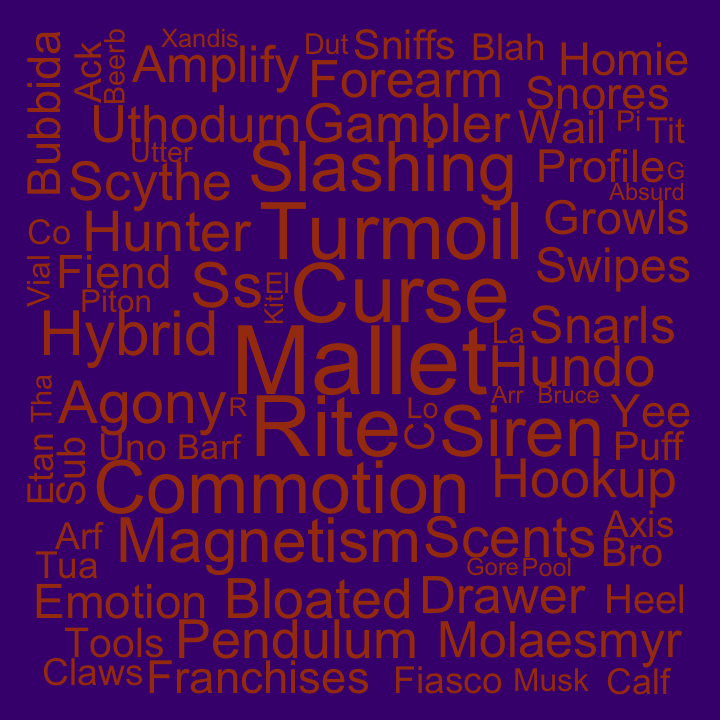 Xandis
Dut Sniffs Blah Homie
Bubbida Ack Beerb Amplify Forearm Snores
Uthodurn Gambler Wail Pi Tit
Utter Slashing Profile G
Scythe Absurd
Co Hunter Turmoil Growls
Vial Fiend Ss Kit El Curse Swipes
Piton
Hybrid Mallet La Snarls
Hundo
Tha Agony R Rite Lo C Siren Arr Bruce Yee
Etan Sub Uno Barf Puff
Commotion Hookup
Arf Magnetism Scents Axis
Tua Gore Pool Bro
Emotion Bloated Drawer Heel
Tools Pendulum Molaesmyr
Claws Franchises Fiasco Musk Calf